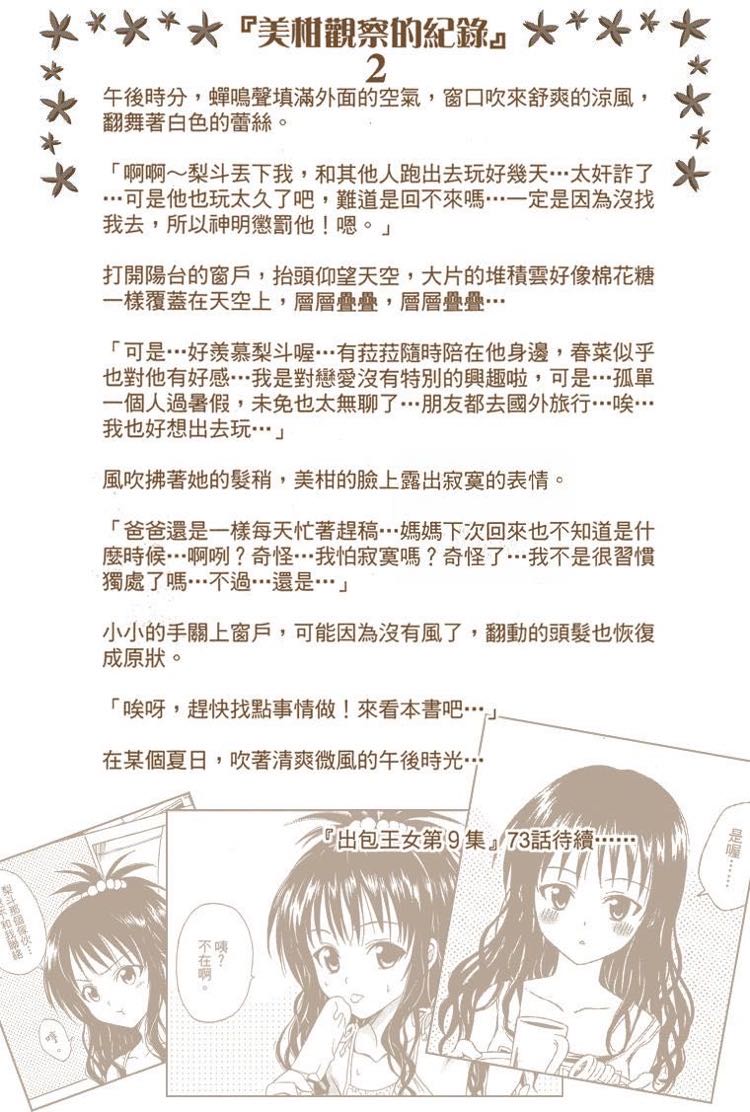 『美柑觀察的紀錄』
2
午後時分，蟬鳴聲填滿外面的空氣，窗口吹來舒爽的涼風，
翻舞著白色的蕾絲。
「啊啊～梨斗丟下我，和其他人跑出去玩好幾天…太奸詐了
…可是他也玩太久了吧，難道是回不來嗎…一定是因為沒找
我去，所以神明懲罰他！嗯。」
打開陽台的窗戶，抬頭仰望天空，大片的堆積雲好像棉花糖
一樣覆蓋在天空上，層層疊疊，層層疊疊…
「可是…好羨慕梨斗喔…有菈菈隨時陪在他身邊，春菜似乎
也對他有好感…我是對戀愛沒有特別的興趣啦，可是…孤單
一個人過暑假，未免也太無聊了…朋友都去國外旅行…唉…
我也好想出去玩…」
風吹拂著她的髮稍，美柑的臉上露出寂寞的表情。
「爸爸還是一樣每天忙著趕稿…媽媽下次回來也不知道是什
麼時候…啊咧？奇怪…我怕寂寞嗎？奇怪了…我不是很習慣
獨處了嗎…不過…還是…」
小小的手關上窗戶，可能因為沒有風了，翻動的頭髮也恢復
成原狀。
「唉呀，趕快找點事情做！來看本書吧…」
在某個夏日，吹著清爽微風的午後時光…
『出包王女第９集』73話待續……
是喔…
咦？
不在啊。
梨斗那個傢伙…
不和我聯絡
哼。